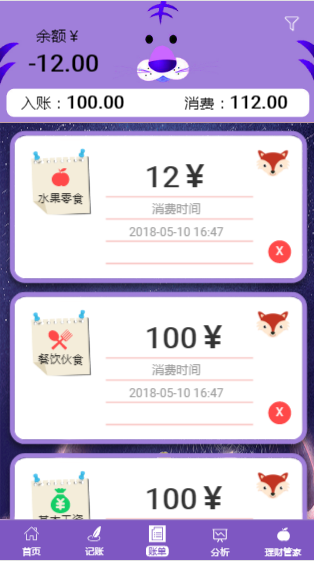 余额￥
-12.00
入账：100.00 消费：112.00
水果零食
12￥
消费时间
2018-05-10 16:47
X
餐饮伙食
100￥
消费时间
2018-05-10 16:47
X
100￥
首页 记账 账单 分析 理财管家